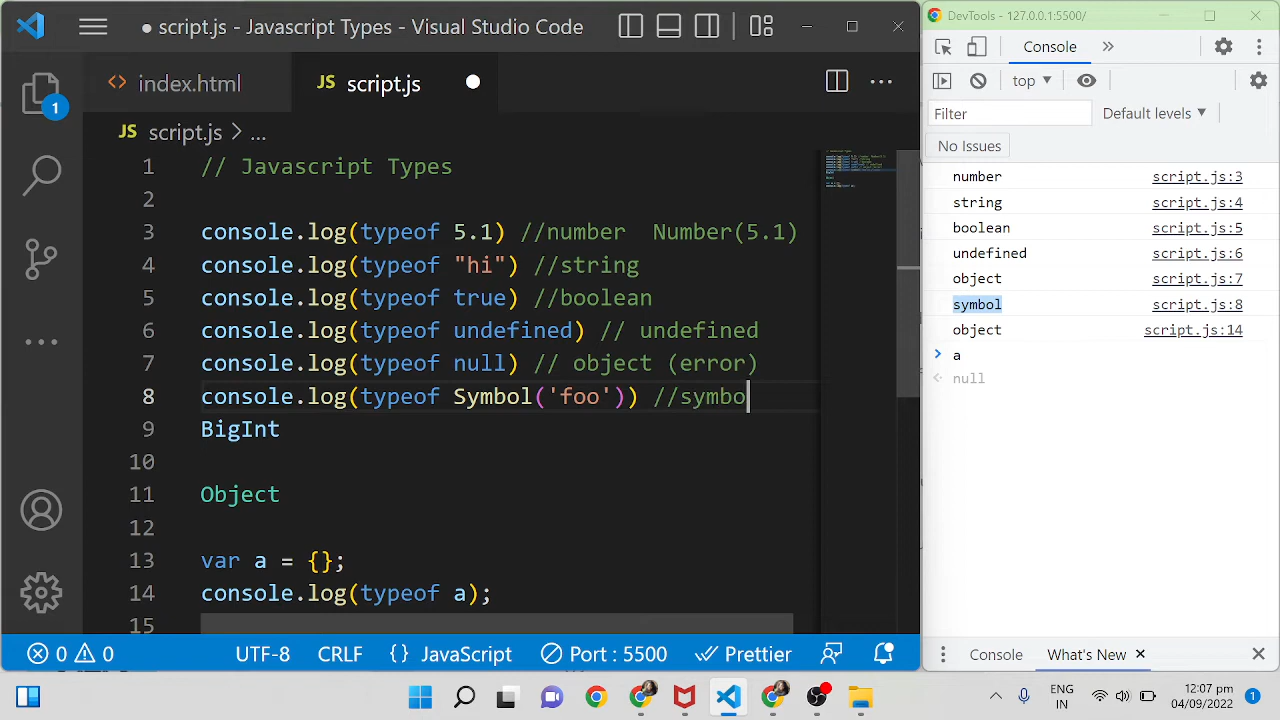 ● script.js - Javascript Types - Visual Studio Code
DevTools - 127.0.0.1:5500/
index.html
JS script.js
JS script.js > ...
1 // Javascript Types
2
3 console.log(typeof 5.1) //number  Number(5.1)
4 console.log(typeof "hi") //string
5 console.log(typeof true) //boolean
6 console.log(typeof undefined) // undefined
7 console.log(typeof null) // object (error)
8 console.log(typeof Symbol('foo')) //symbo
9 BigInt
10
11 Object
12
13 var a = {};
14 console.log(typeof a);
15
1
0 0 UTF-8 CRLF {} JavaScript Port : 5500 Prettier
Console
top
Filter Default levels
No Issues
number script.js:3
string script.js:4
boolean script.js:5
undefined script.js:6
object script.js:7
symbol script.js:8
object script.js:14
> a
null
Console What's New
ENG
IN
12:07 pm
04/09/2022
1